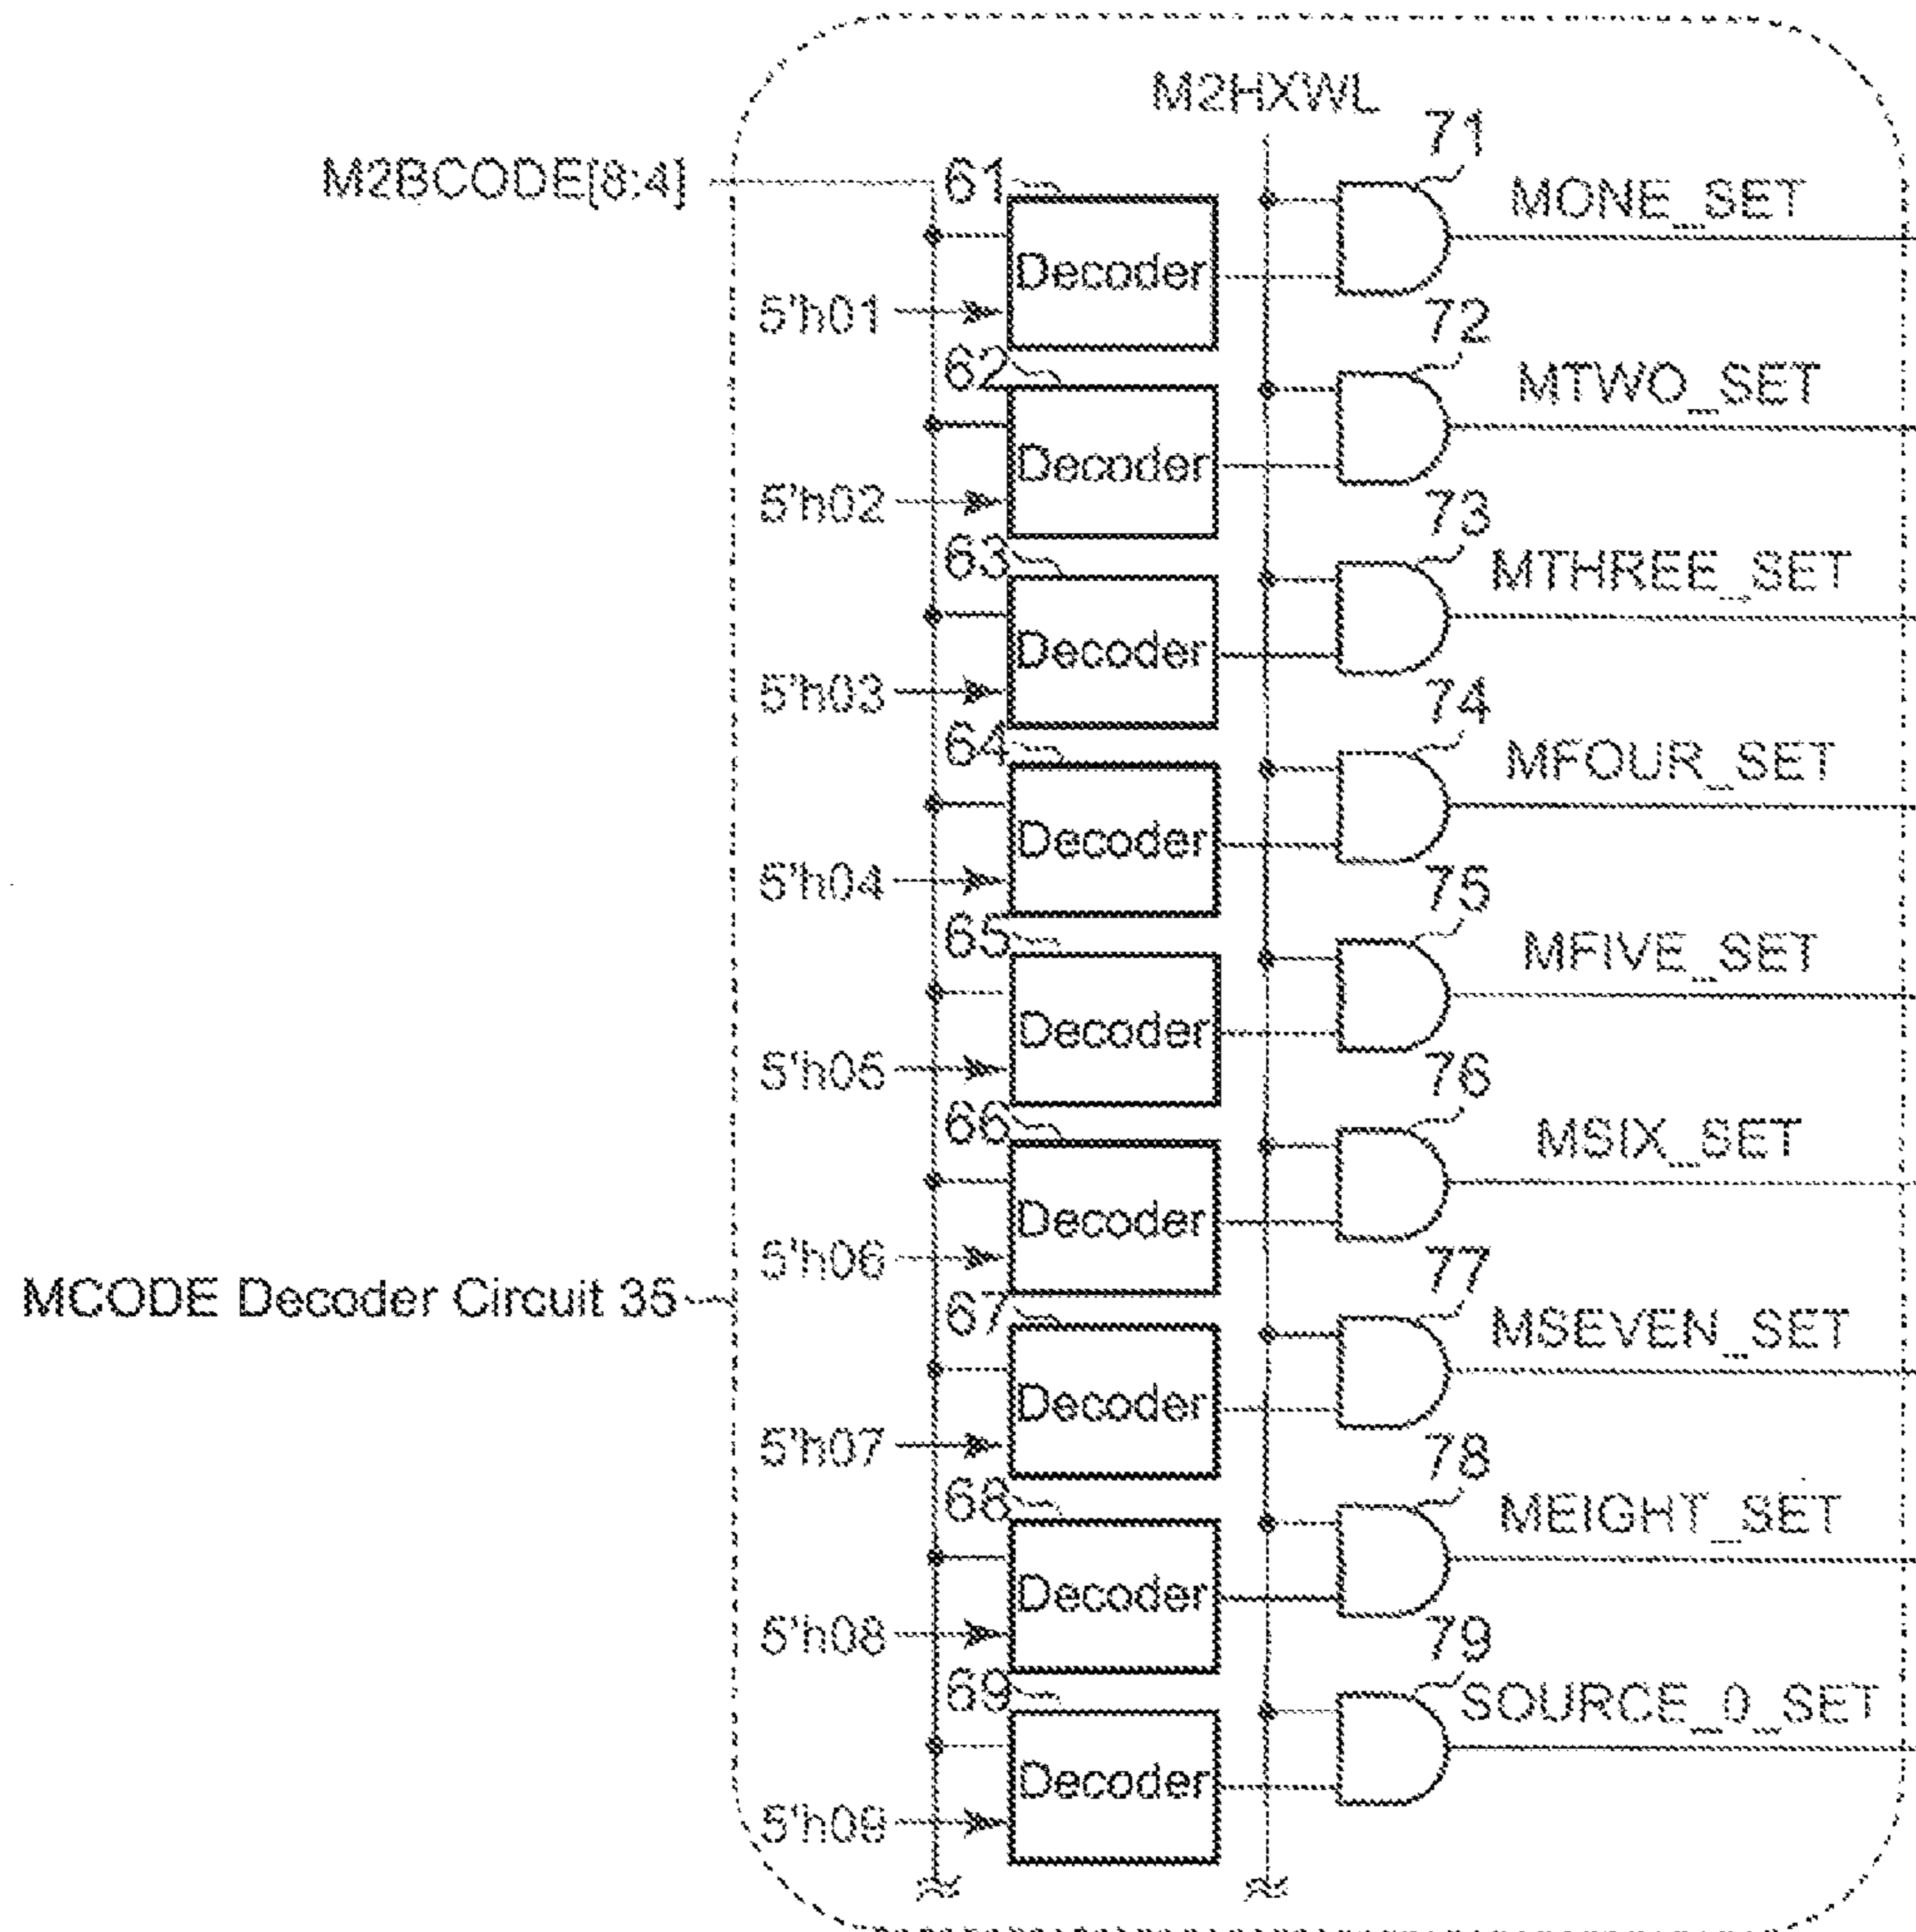 M2HXWL
71
M2BCODE[8:4]
61
MONE_SET
Decoder
5'h01
72
62
MTWO_SET
Decoder
5'h02
73
63
MTHREE_SET
Decoder
5'h03
74
64
MFOUR_SET
Decoder
5'h04
75
65
MFIVE_SET
Decoder
5'h05
76
66
MSIX_SET
Decoder
5'h06
77
MCODE Decoder Circuit 35
67
MSEVEN_SET
Decoder
5'h07
78
68
MEIGHT_SET
Decoder
5'h08
79
69
SOURCE_0_SET
Decoder
5'h09